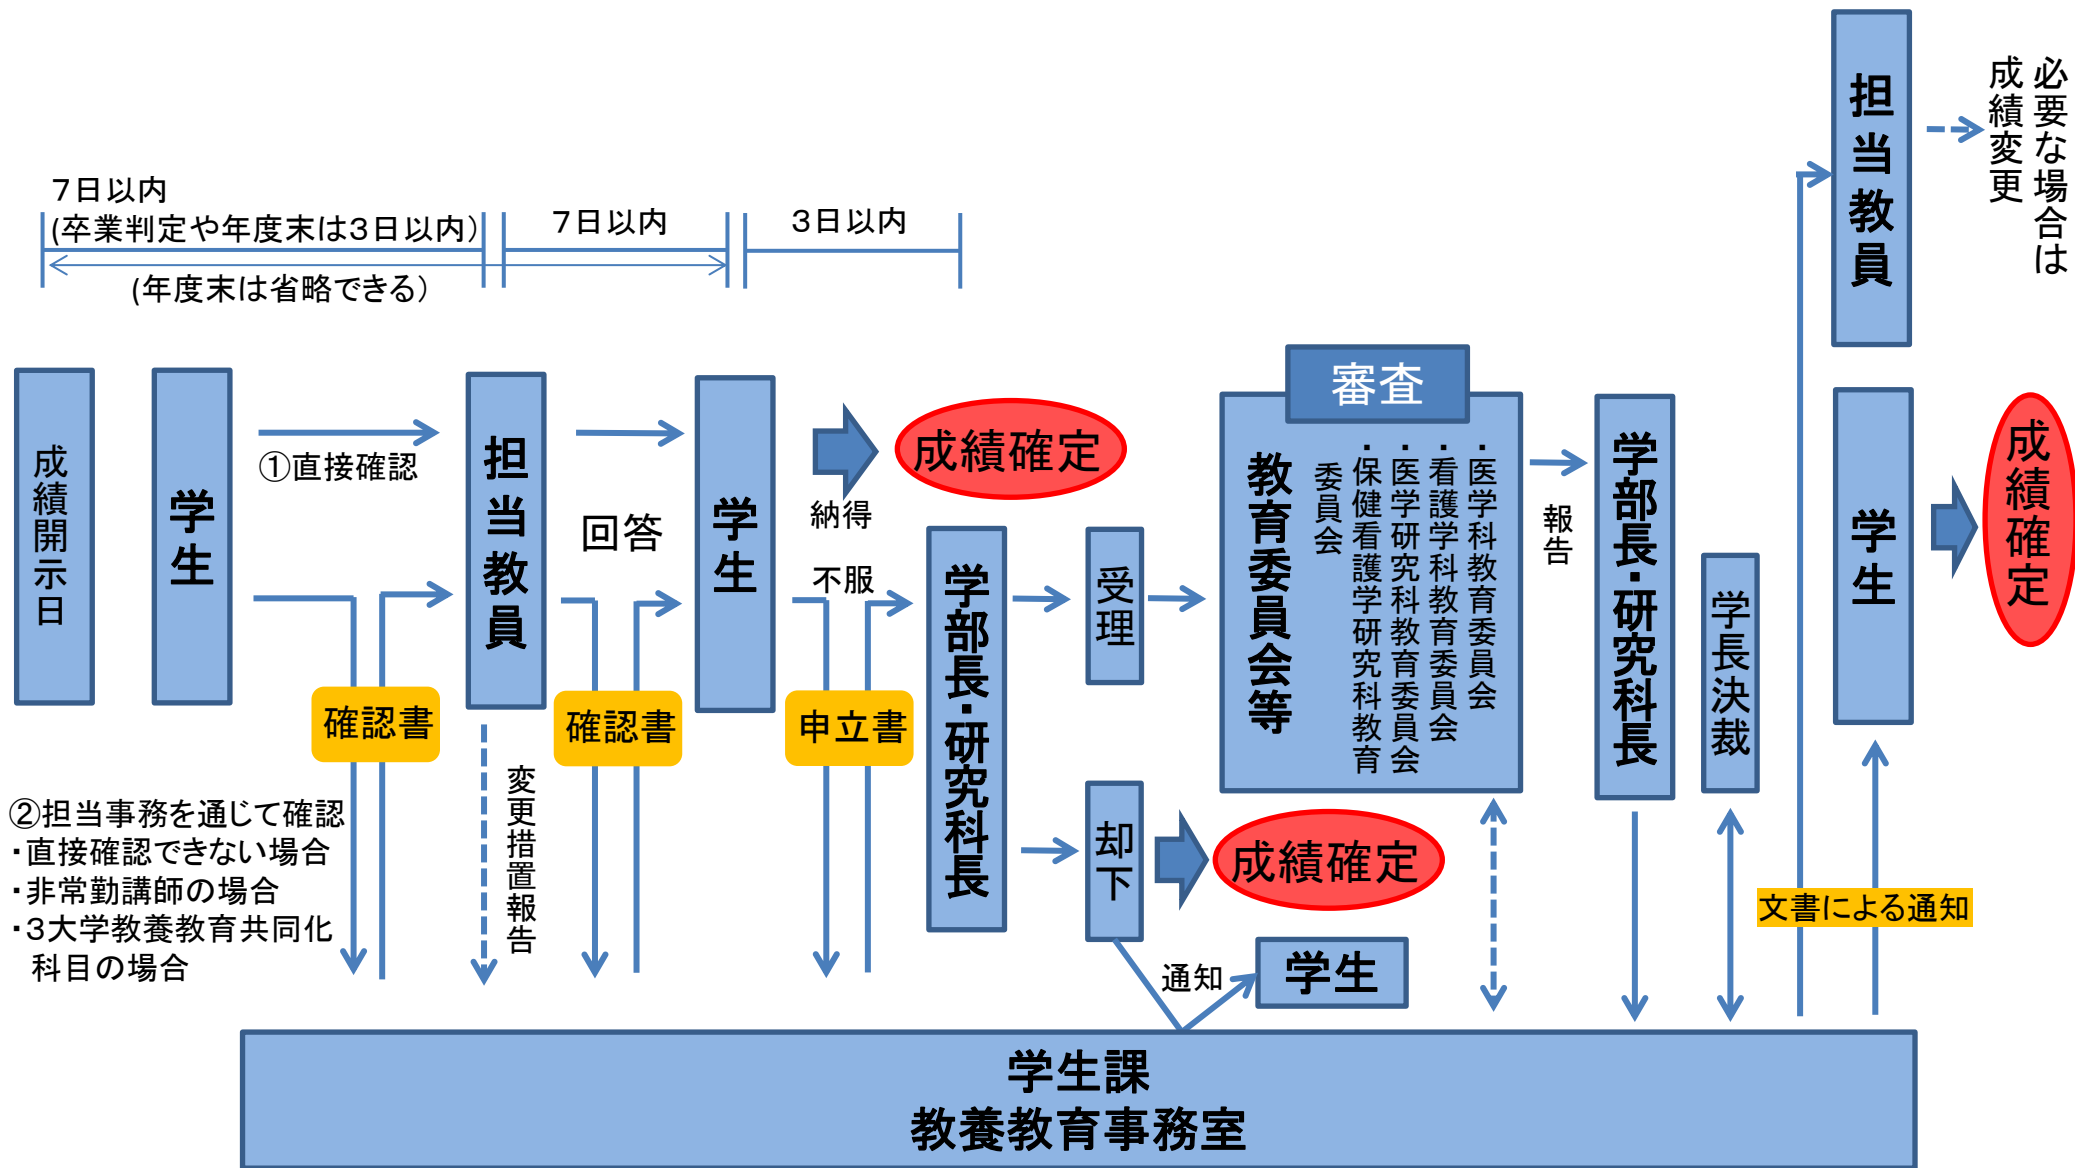 7日以内
(卒業判定や年度末は3日以内)
7日以内
3日以内
(年度末は省略できる)
成績開示日
学生
①直接確認
担当教員
回答
学生
納得
成績確定
不服
確認書
確認書
申立書
変更措置報告
②担当事務を通じて確認
・直接確認できない場合
・非常勤講師の場合
・3大学教養教育共同化
科目の場合
学部長・研究科長
受理
却下
成績確定
通知
学生
審査
教育委員会等
・医学科教育委員会
・看護学科教育委員会
・医学研究科教育委員会
・保健看護学研究科教育
委員会
報告
学部長・研究科長
学長決裁
文書による通知
担当教員
必要な場合は
成績変更
学生
成績確定
学生課
教養教育事務室